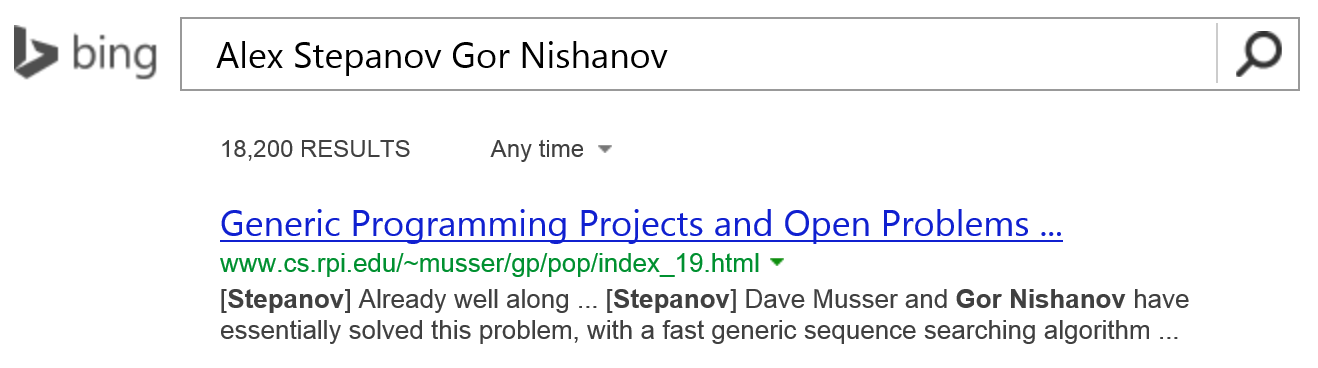 bing
Alex Stepanov Gor Nishanov
18,200 RESULTS Any time
Generic Programming Projects and Open Problems ...
www.cs.rpi.edu/~musser/gp/pop/index_19.html
[Stepanov] Already well along ... [Stepanov] Dave Musser and Gor Nishanov have
essentially solved this problem, with a fast generic sequence searching algorithm ...